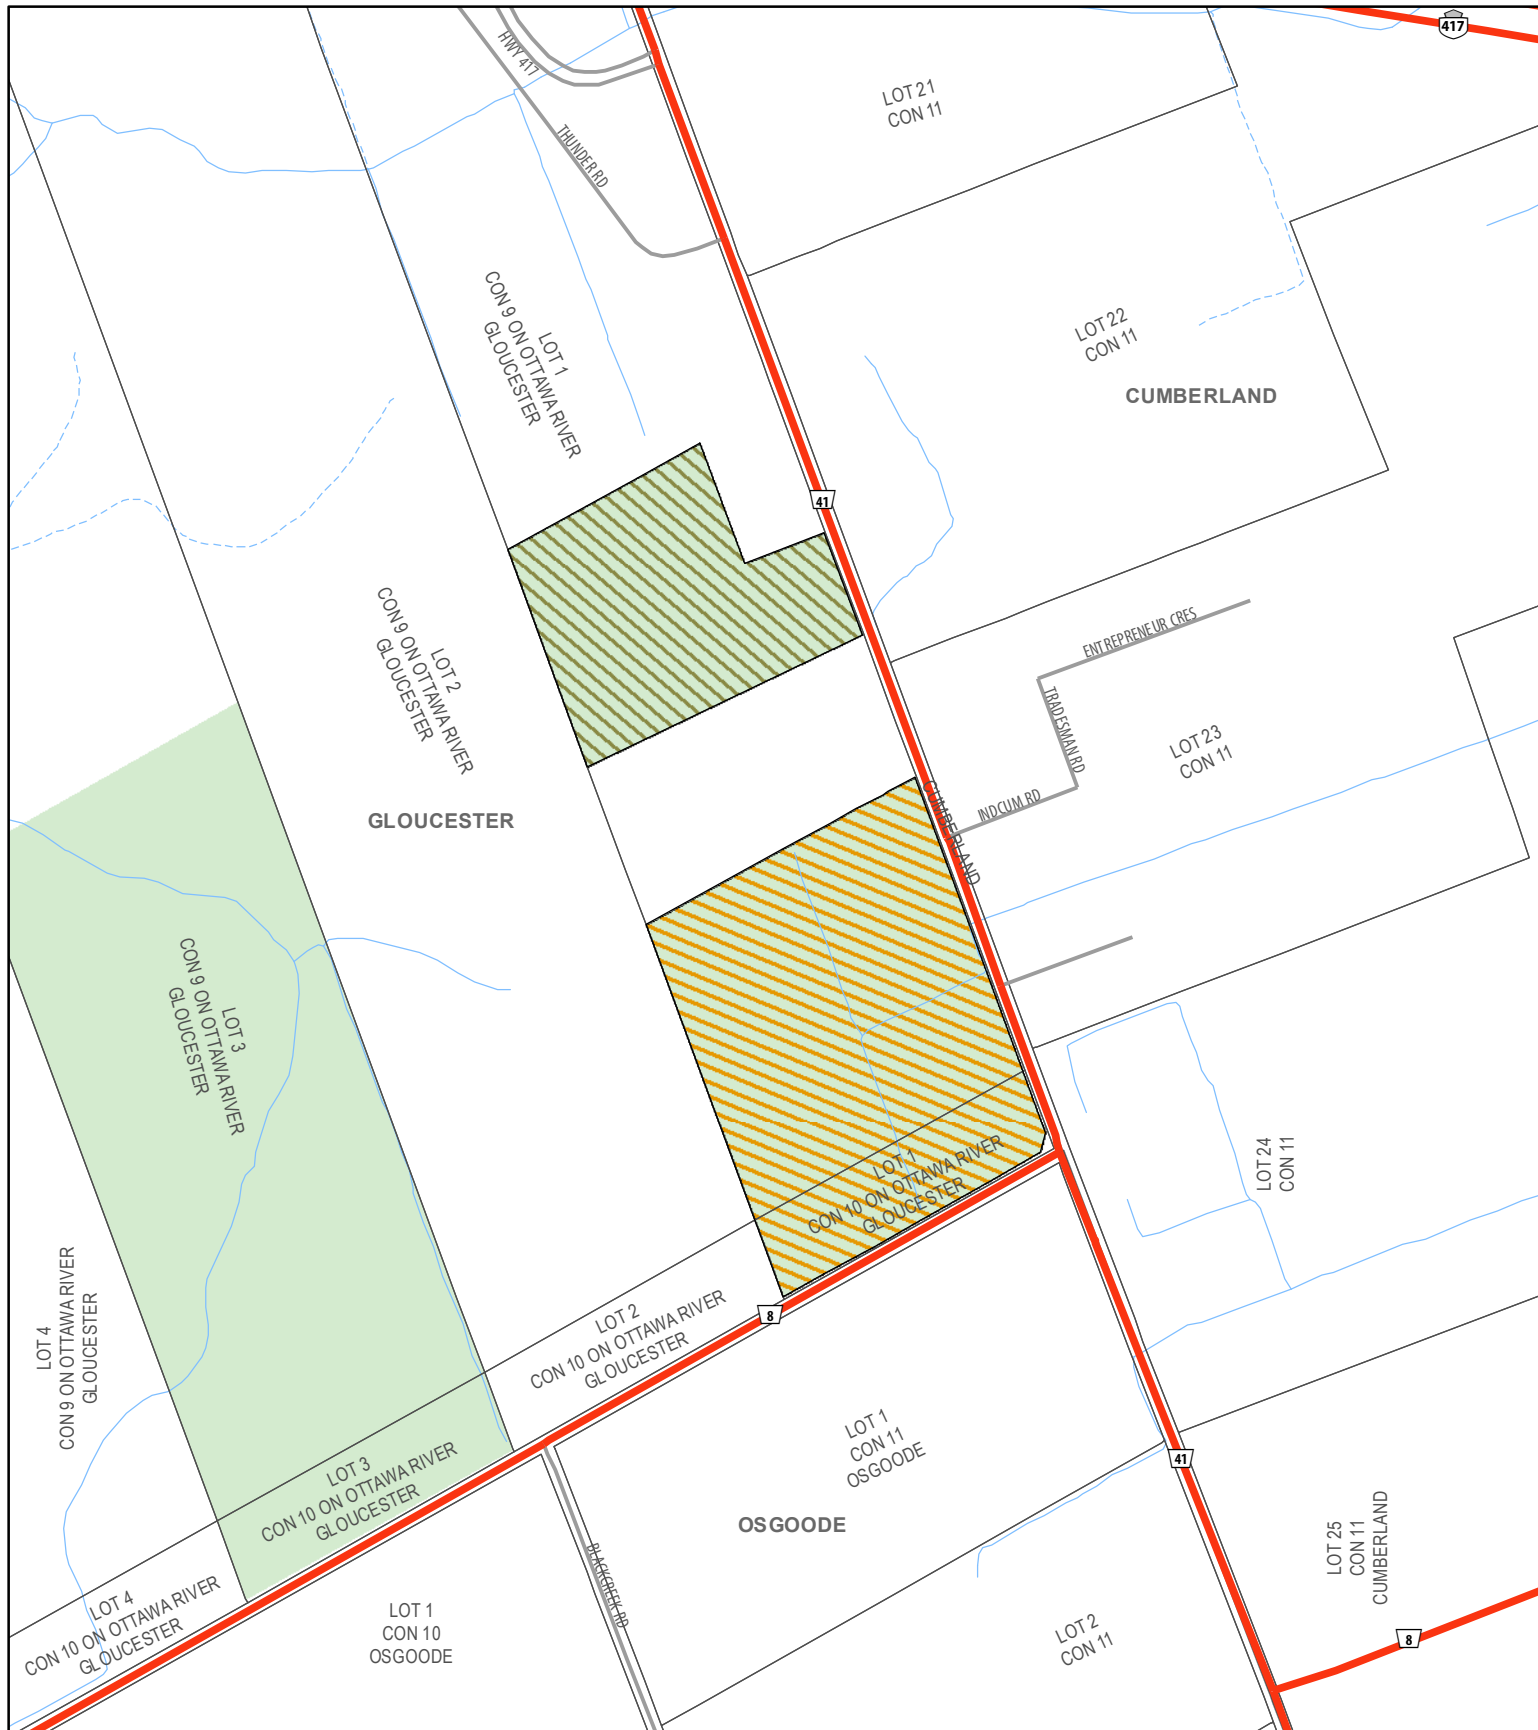 417
HWY 417
LOT 21
CON 11
THUNDER RD
LOT 1
CON 9 ON OTTAWA RIVER
GLOUCESTER
LOT 22
CON 11
CUMBERLAND
41
LOT 2
CON 9 ON OTTAWA RIVER
GLOUCESTER
ENTREPRENEUR CRES
TRADESMAN RD
LOT 23
CON 11
INDCUM RD
CUMBERLAND
GLOUCESTER
LOT 3
CON 9 ON OTTAWA RIVER
GLOUCESTER
LOT 24
CON 11
LOT 1
CON 10 ON OTTAWA RIVER
GLOUCESTER
LOT 4
CON 9 ON OTTAWA RIVER
GLOUCESTER
8
LOT 2
CON 10 ON OTTAWA RIVER
GLOUCESTER
LOT 1
CON 11
OSGOODE
41
LOT 3
CON 10 ON OTTAWA RIVER
GLOUCESTER
OSGOODE
LOT 25
CON 11
CUMBERLAND
BLACKCREEK RD
LOT 4
CON 10 ON OTTAWA RIVER
GLOUCESTER
LOT 1
CON 10
OSGOODE
LOT 2
CON 11
8